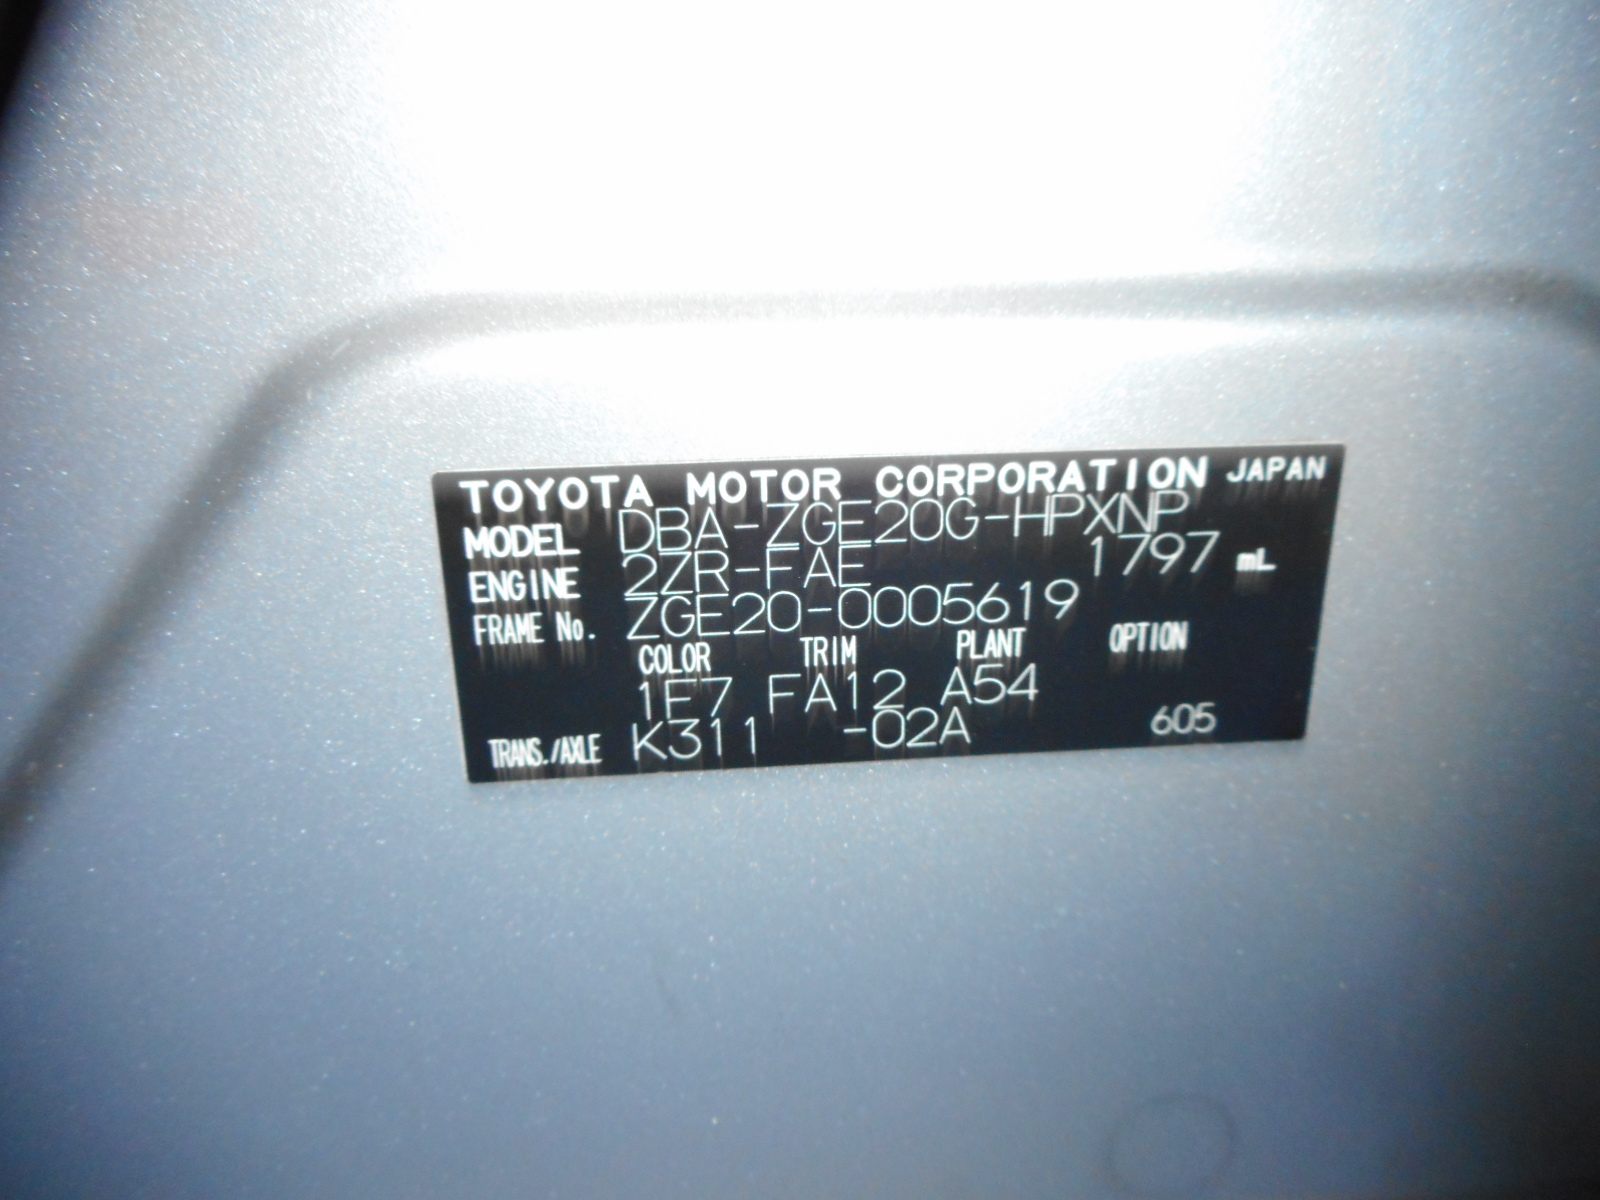 TOYOTA MOTOR CORPORATION JAPAN
MODEL DBA-ZGE20G-HPXNP
ENGINE 2ZR-FAE 1797 mL
FRAME No. ZGE20-0005619
COLOR TRIM PLANT OPTION
1F7 FA12 A54
TRANS./AXLE K311 -02A 605